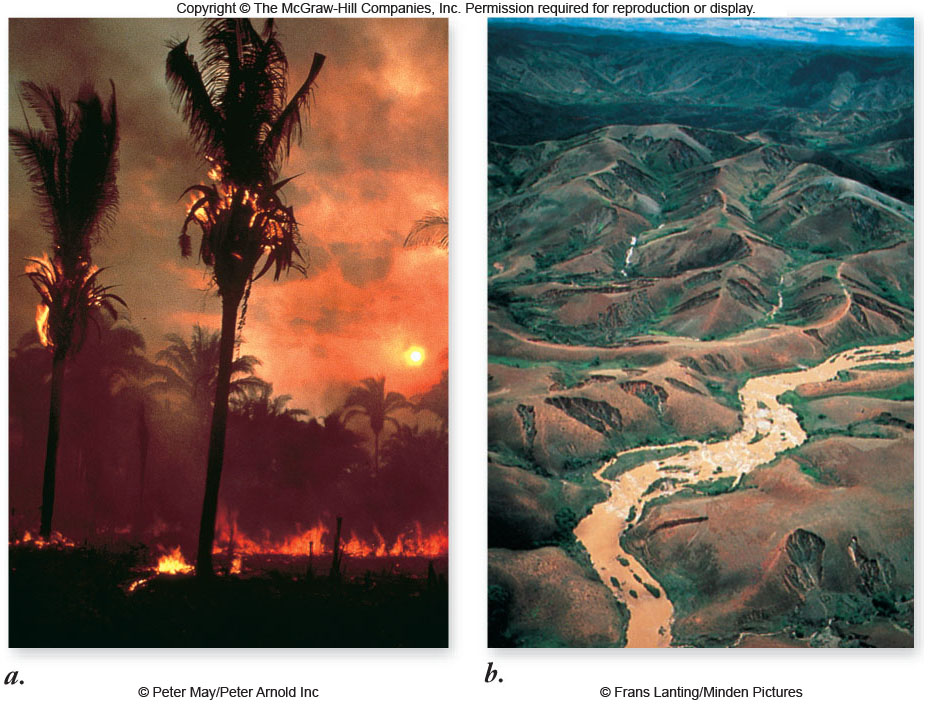 Copyright © The McGraw-Hill Companies, Inc. Permission required for reproduction or display.
a.
b.
© Peter May/Peter Arnold Inc
© Frans Lanting/Minden Pictures